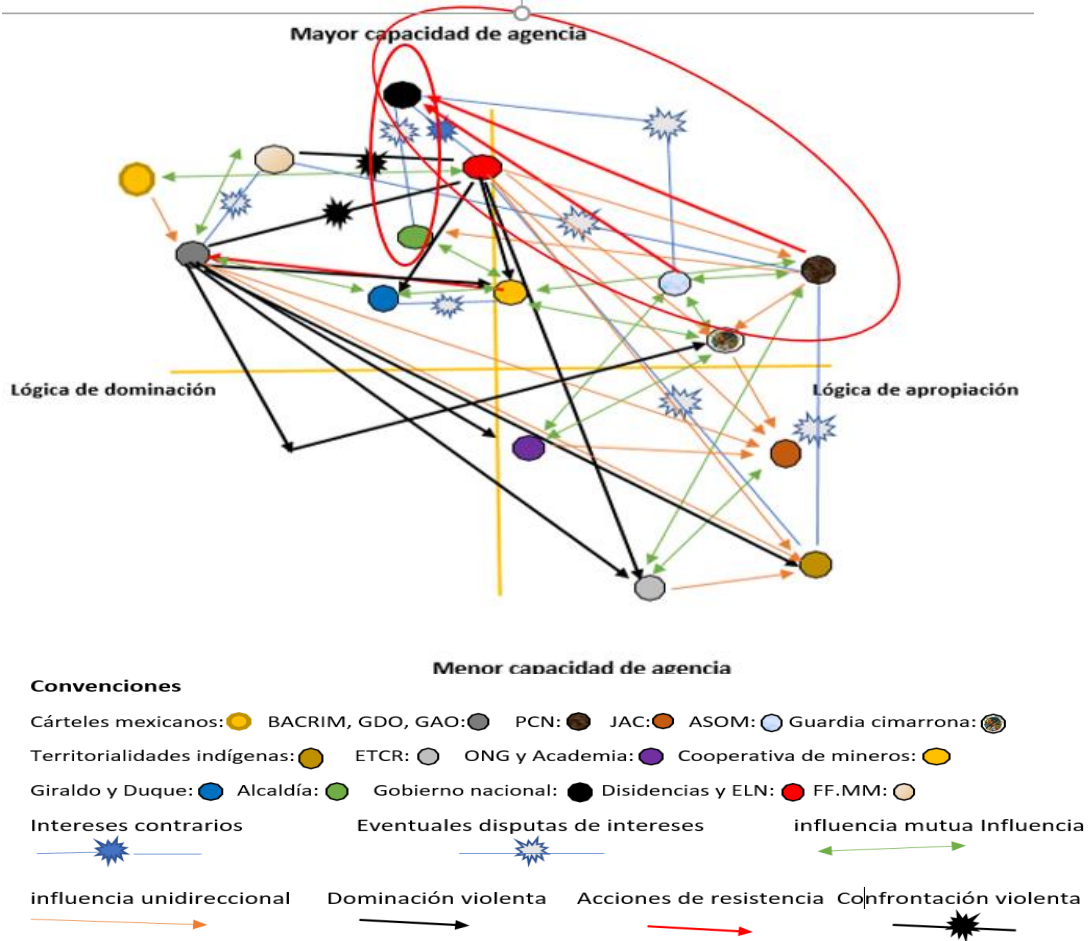 Mayor capacidad de agencia
Lógica de dominación
Lógica de apropiación
Menor capacidad de agencia
Convenciones
Cárteles mexicanos: BACRIM, GDO, GAO: PCN: JAC: ASOM: Guardia cimarrona:
Territorialidades indígenas: ETCR: ONG y Academia: Cooperativa de mineros:
Giraldo y Duque: Alcaldía: Gobierno nacional: Disidencias y ELN: FF.MM:
Intereses contrarios Eventuales disputas de intereses influencia mutua Influencia
influencia unidireccional Dominación violenta Acciones de resistencia Confrontación violenta